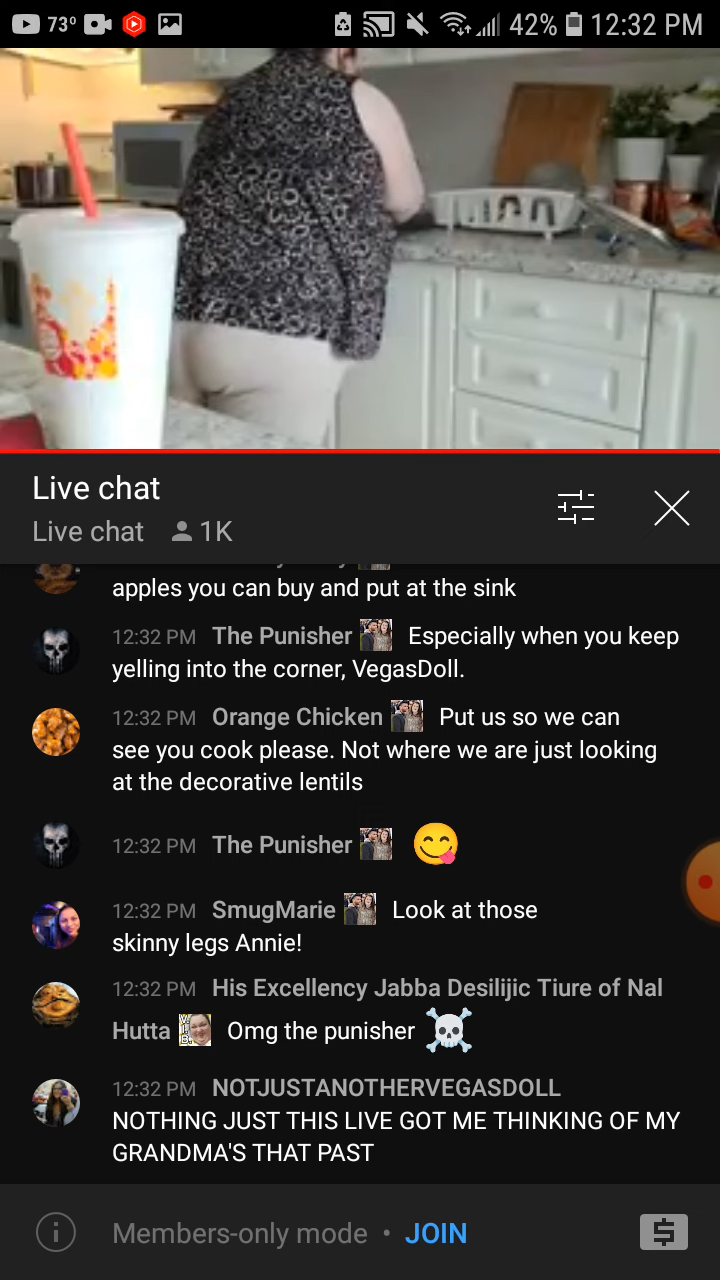 73° 42% 12:32 PM
Live chat
Live chat 1K
apples you can buy and put at the sink
12:32 PM The Punisher Especially when you keep
yelling into the corner, VegasDoll.
12:32 PM Orange Chicken Put us so we can
see you cook please. Not where we are just looking
at the decorative lentils
12:32 PM The Punisher 😋
12:32 PM SmugMarie Look at those
skinny legs Annie!
12:32 PM His Excellency Jabba Desilijic Tiure of Nal
Hutta Omg the punisher ☠️
12:32 PM NOTJUSTANOTHERVEGASDOLL
NOTHING JUST THIS LIVE GOT ME THINKING OF MY
GRANDMA'S THAT PAST
Members-only mode • JOIN